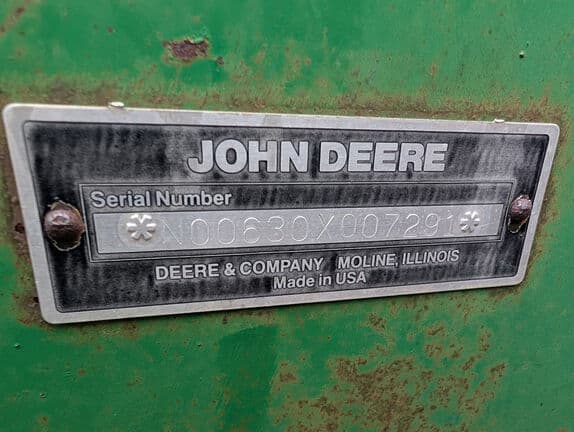 JOHN DEERE
Serial Number
*N00630X007291*
DEERE & COMPANY MOLINE, ILLINOIS
Made in USA